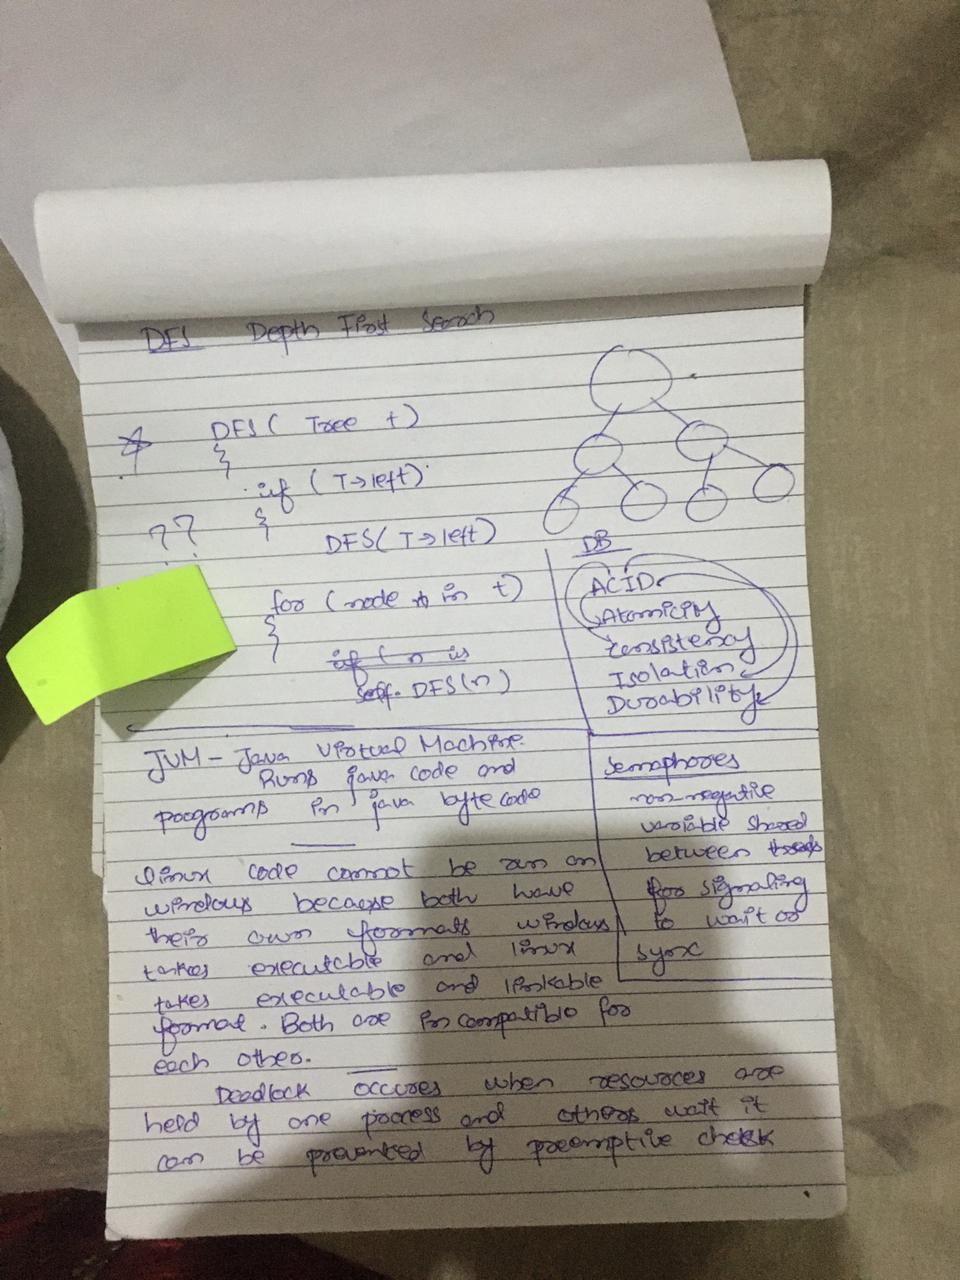 DFS Depth First Search
DFS( Tree t)
{
if (T→left)
{
??
DFS(T→left)
for (node n in t)
{
if ( n is
self. DFS(n)
DB
ACID
Atomicity
Consistency
Isolation
Durability
JVM – Java Virtual Machine.
Runs java code and
programs in java byte code
Semaphores
non-negative
variable shared
between threads
for signaling
to wait or
sync
linux code cannot be run on
windows because both have
their own formats windows
takes executable and linux
takes executable and linkable
format. Both are incompatible for
each other.
Deadlock occures when resources are
held by one process and others wait it
can be prevented by preemptive check